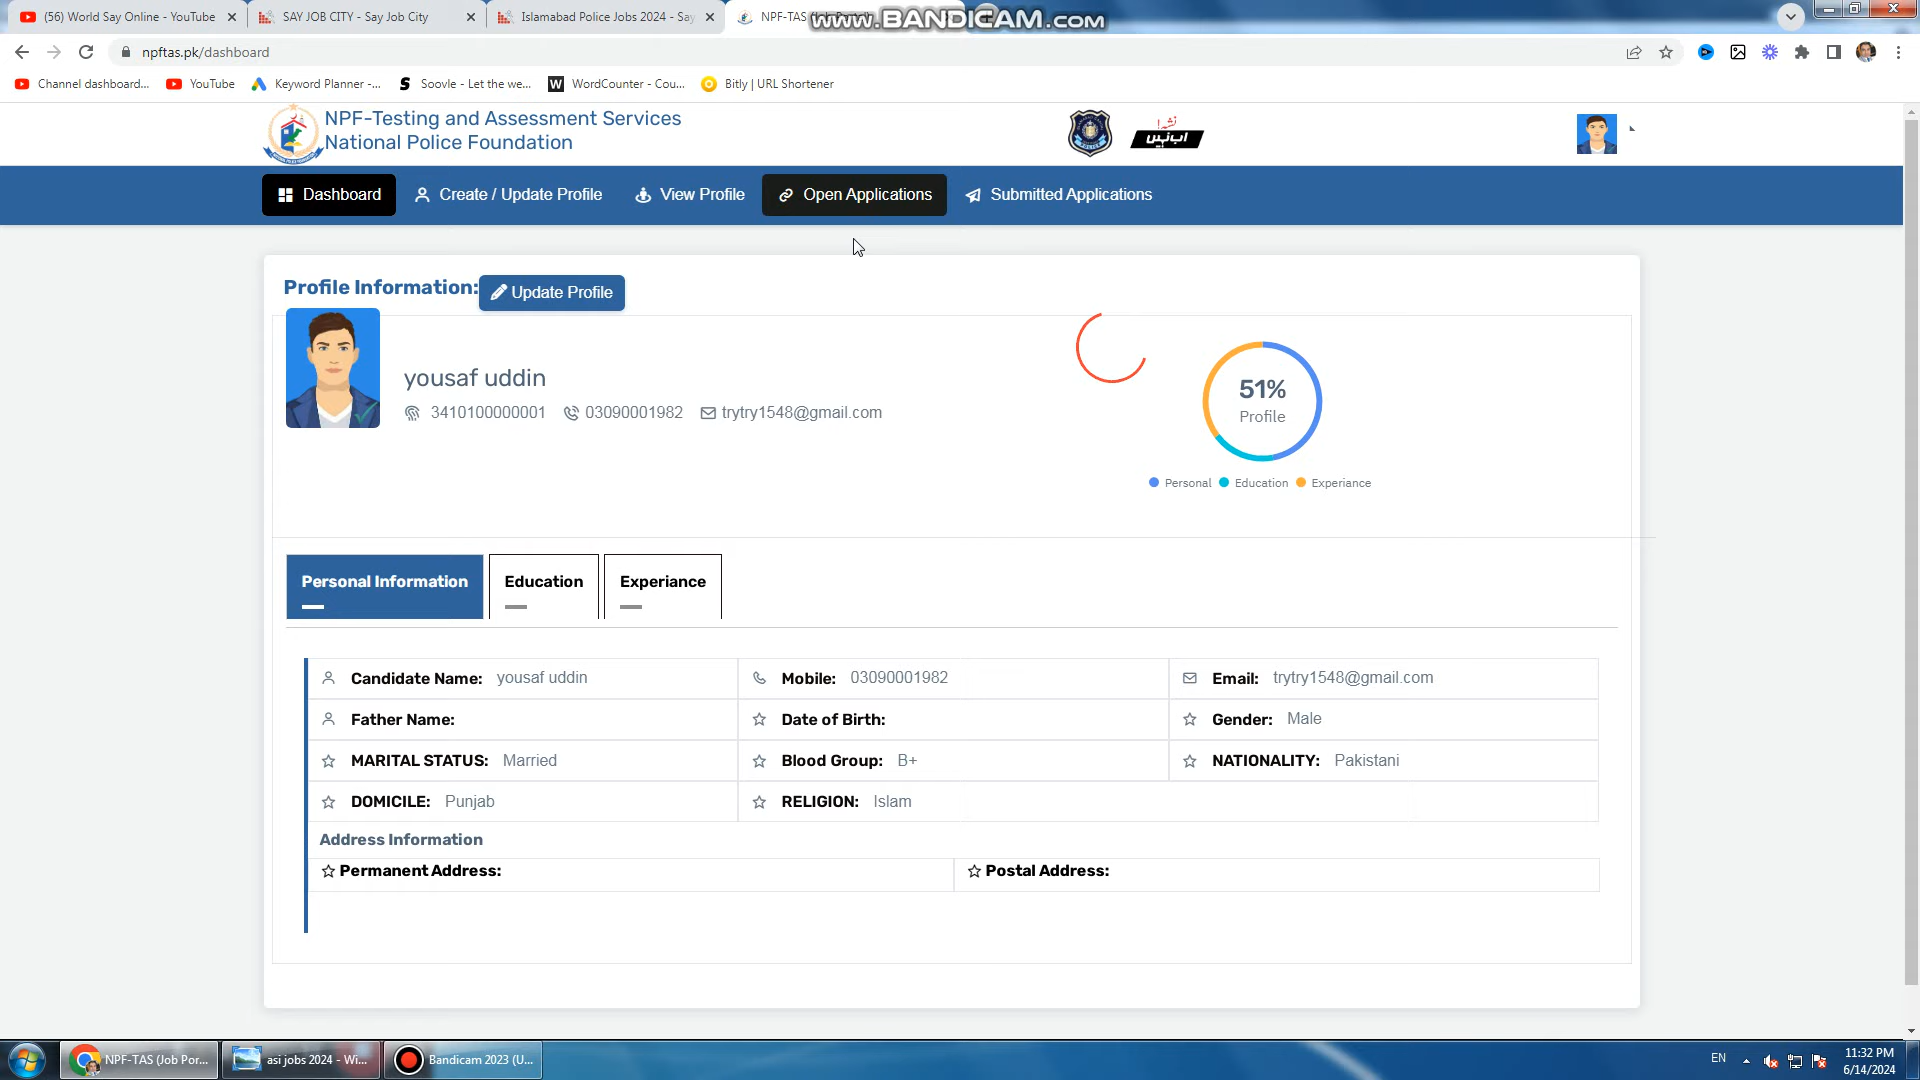 (56) World Say Online - YouTube
SAY JOB CITY - Say Job City
Islamabad Police Jobs 2024 - Say
www.BANDICAM.com
npftas.pk/dashboard
Channel dashboard...
YouTube
Keyword Planner -...
Soovle - Let the we...
WordCounter - Cou...
Bitly | URL Shortener
NPF-Testing and Assessment Services
National Police Foundation
نشہ!
اب نہیں
Dashboard
Create / Update Profile
View Profile
Open Applications
Submitted Applications
Profile Information:
Update Profile
yousaf uddin
3410100000001
03090001982
trytry1548@gmail.com
51%
Profile
Personal
Education
Experiance
Personal Information
Education
Experiance
Candidate Name: yousaf uddin
Mobile: 03090001982
Email: trytry1548@gmail.com
Father Name:
Date of Birth:
Gender: Male
MARITAL STATUS: Married
Blood Group: B+
NATIONALITY: Pakistani
DOMICILE: Punjab
RELIGION: Islam
Address Information
Permanent Address:
Postal Address:
NPF-TAS (Job Por...
asi jobs 2024 - Wi...
Bandicam 2023 (U...
EN
11:32 PM
6/14/2024